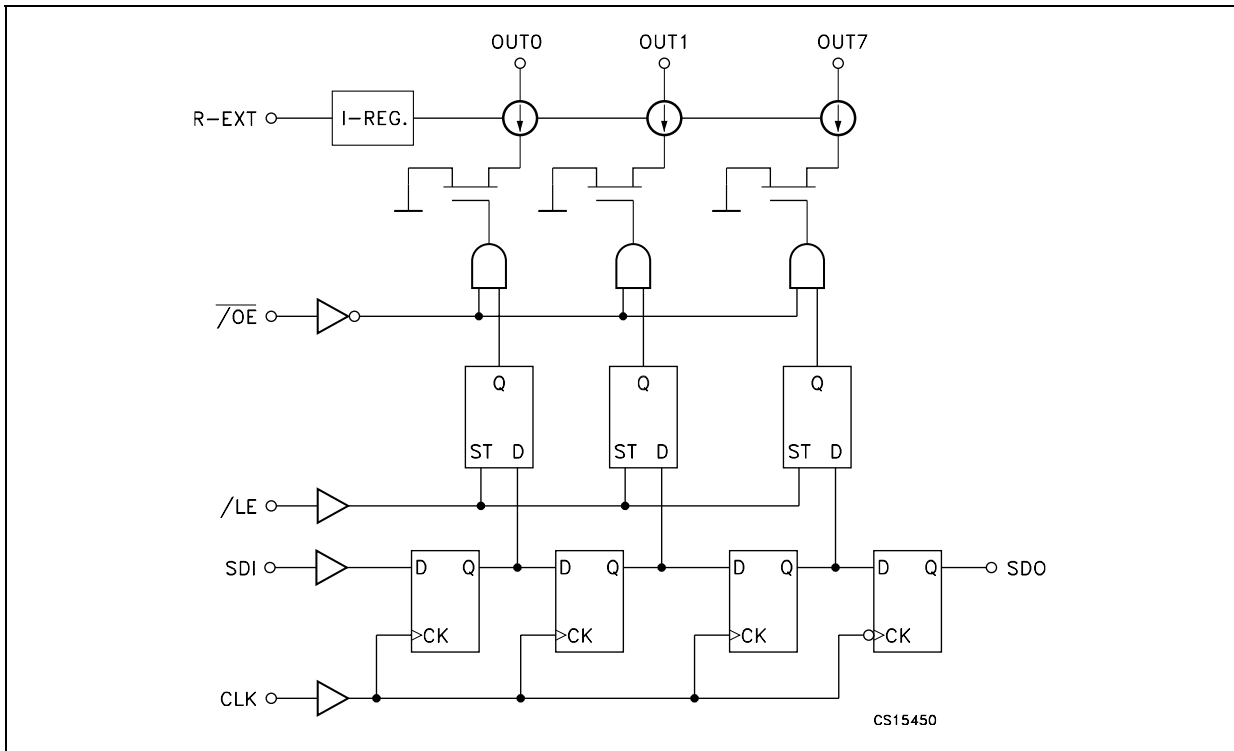 OUT0 OUT1 OUT7
R-EXT I-REG.
/OE
Q Q Q
ST D ST D ST D
/LE
SDI D Q D Q D Q D Q SDO
CK CK CK CK
CLK
CS15450